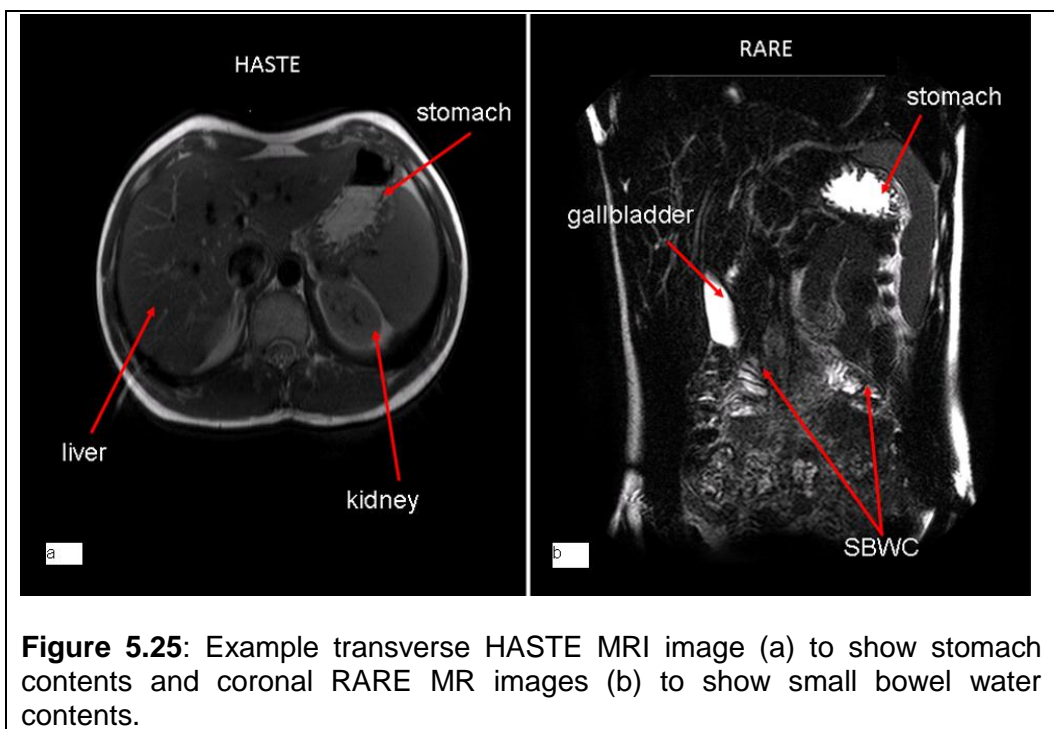 HASTE
stomach
liver
kidney
a
RARE
stomach
gallbladder
SBWC
b
Figure 5.25: Example transverse HASTE MRI image (a) to show stomach
contents and coronal RARE MR images (b) to show small bowel water
contents.